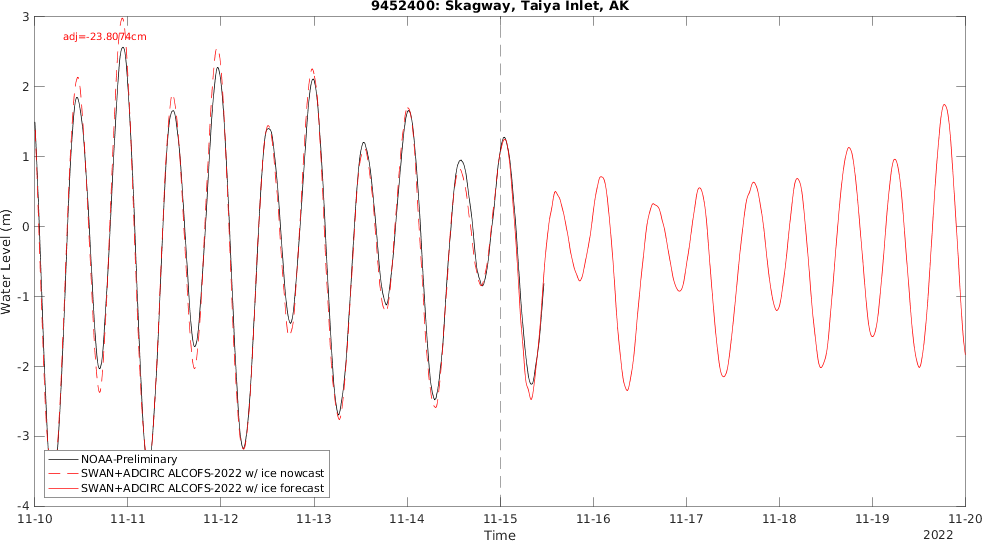 9452400: Skagway, Taiya Inlet, AK
adj=-23.8074cm
3
2
1
0
-1
-2
-3
-4
Water Level (m)
NOAA-Preliminary
SWAN+ADCIRC ALCOFS-2022 w/ ice nowcast
SWAN+ADCIRC ALCOFS-2022 w/ ice forecast
11-10 11-11 11-12 11-13 11-14 11-15 11-16 11-17 11-18 11-19 11-20
Time
2022